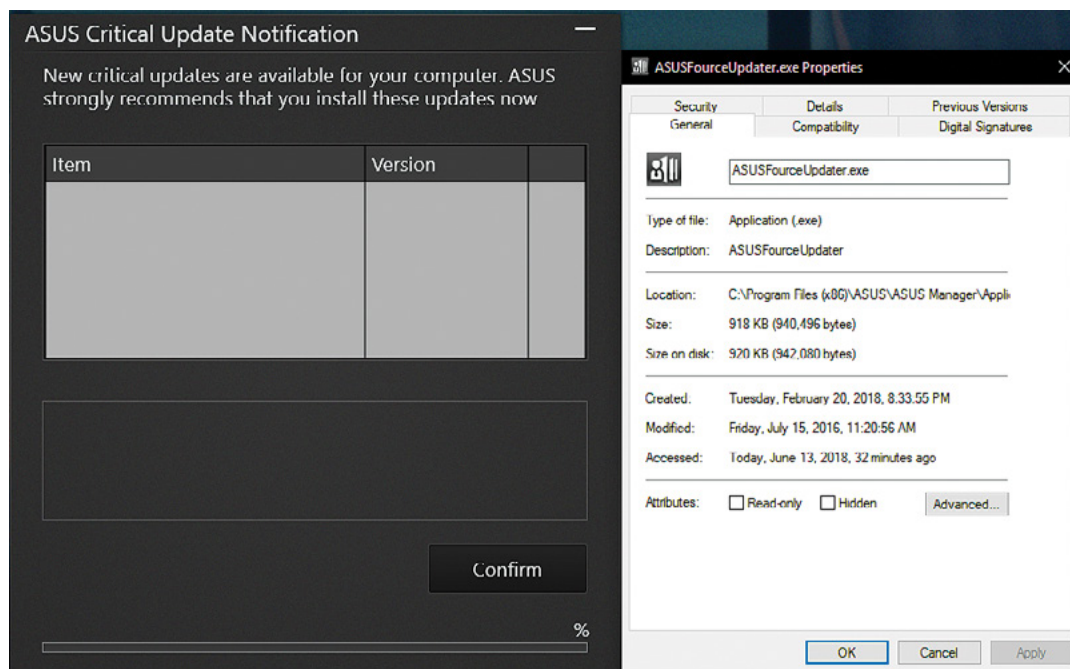 ASUS Critical Update Notification
New critical updates are available for your computer. ASUS
strongly recommends that you install these updates now
Item Version
Confirm
%
ASUSFourceUpdater.exe Properties
Security Details Previous Versions
General Compatibility Digital Signatures
ASUSFourceUpdater.exe
Type of file: Application (.exe)
Description: ASUSFourceUpdater
Location: C:\Program Files (x86)\ASUS\ASUS Manager\Appli
Size: 918 KB (940,496 bytes)
Size on disk: 920 KB (942,080 bytes)
Created: Tuesday, February 20, 2018, 8:33:55 PM
Modified: Friday, July 15, 2016, 11:20:56 AM
Accessed: Today, June 13, 2018, 32 minutes ago
Attributes: Read-only Hidden Advanced...
OK Cancel Apply